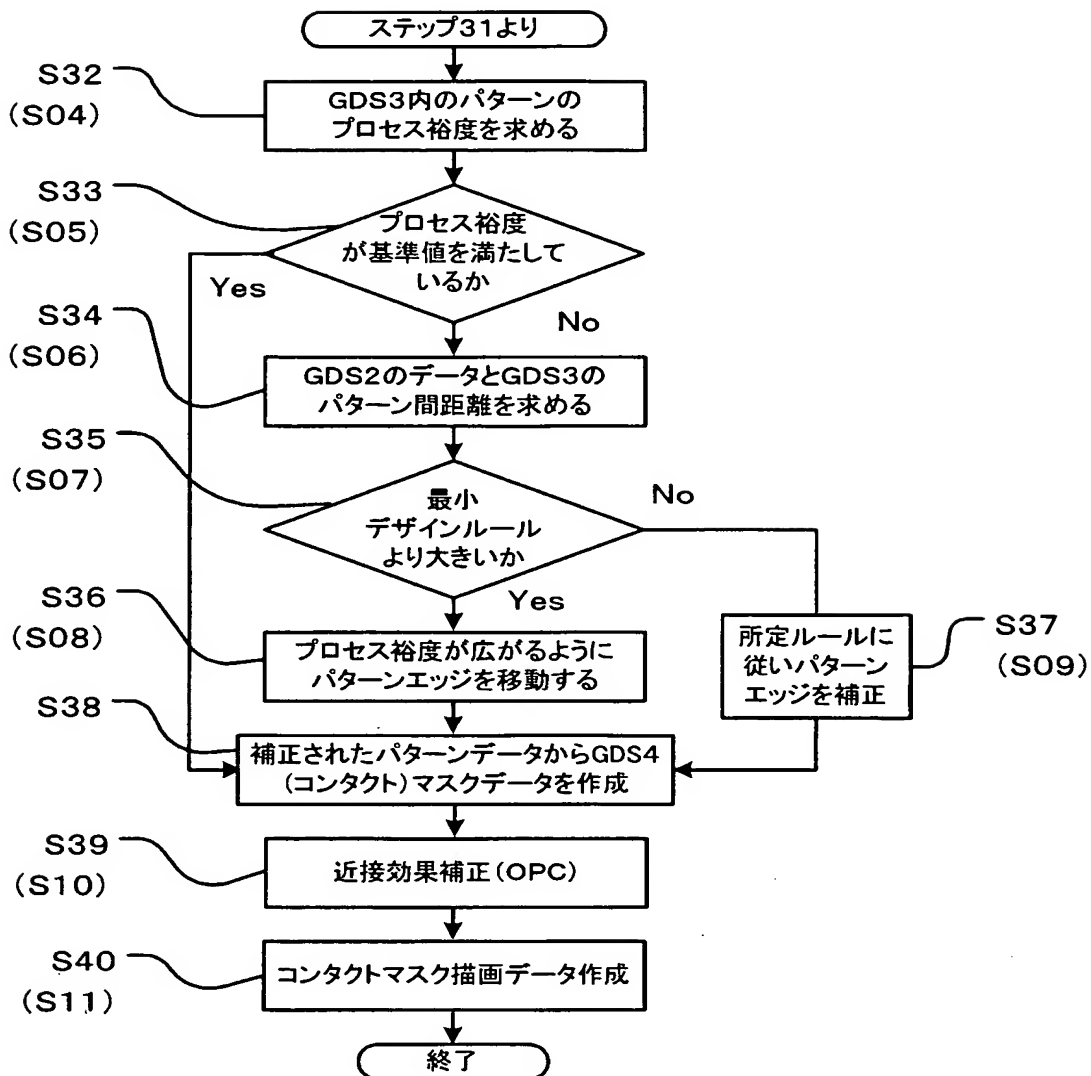 ステップ31より
S32
(S04)
GDS3内のパターンの
プロセス裕度を求める
S33
(S05)
プロセス裕度
が基準値を満たして
いるか
Yes
No
S34
(S06)
GDS2のデータとGDS3の
パターン間距離を求める
S35
(S07)
最小
デザインルール
より大きいか
No
Yes
S36
(S08)
プロセス裕度が広がるように
パターンエッジを移動する
所定ルールに
従いパターン
エッジを補正
S37
(S09)
S38
補正されたパターンデータからGDS4
(コンタクト)マスクデータを作成
S39
(S10)
近接効果補正(OPC)
S40
(S11)
コンタクトマスク描画データ作成
終了